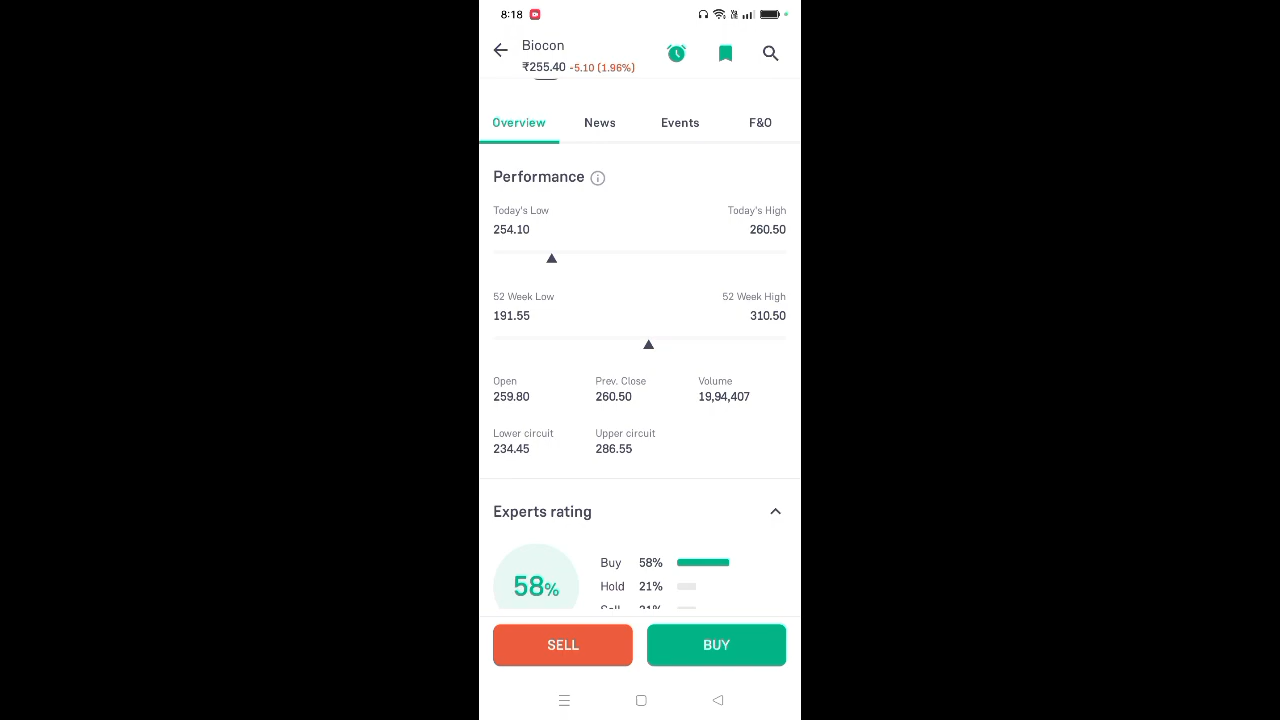 8:18
Biocon
₹255.40 -5.10 (1.96%)
Overview News Events F&O
Performance
Today's Low Today's High
254.10 260.50
52 Week Low 52 Week High
191.55 310.50
Open Prev. Close Volume
259.80 260.50 19,94,407
Lower circuit Upper circuit
234.45 286.55
Experts rating
58%
Buy 58%
Hold 21%
Sell 21%
SELL BUY